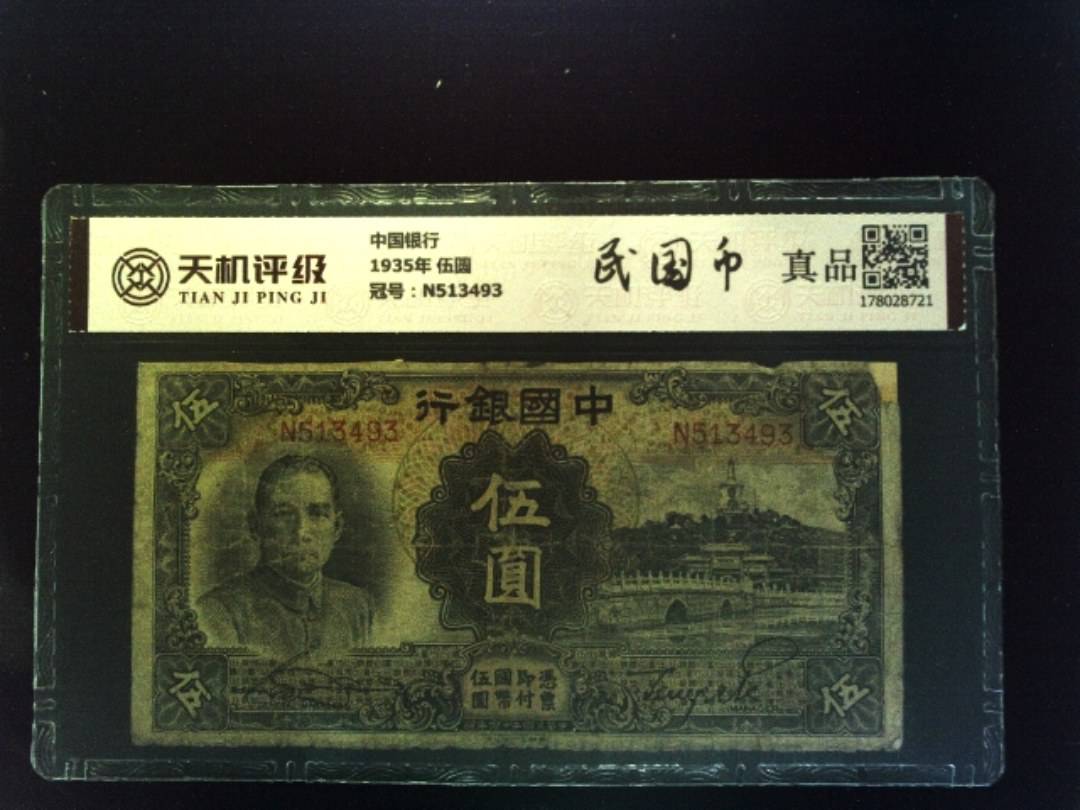 天机评级
TIAN JI PING JI
中国银行
1935年 伍圆
冠号：N513493
民国币
真品
178028721
伍
行銀國中
伍
N513493
N513493
伍圓
憑票
即付
國幣
伍圓
伍
伍